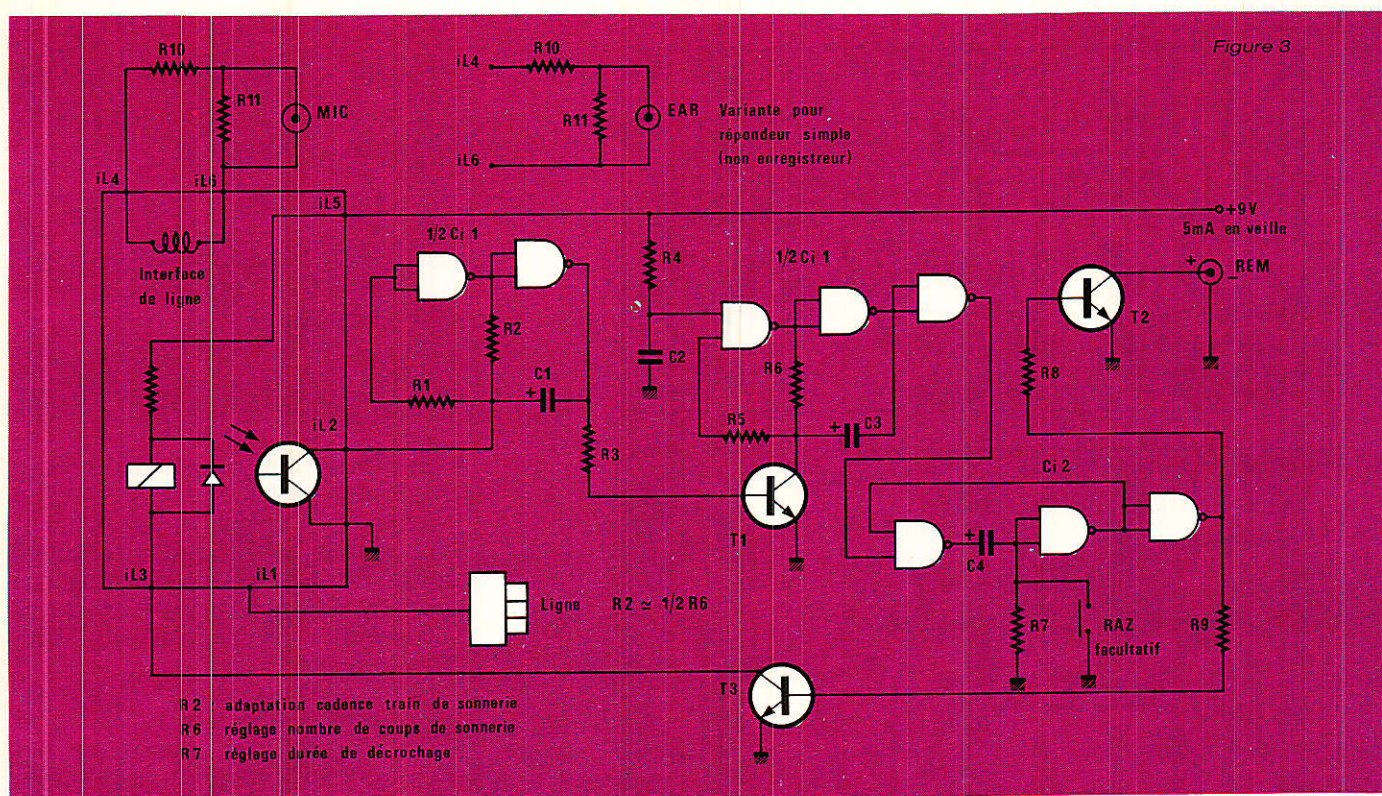 Figure 3
R10
R11
MIC
iL4
iL6
iL5
Interface
de ligne
iL4
R10
R11
EAR
iL6
Variante pour
répondeur simple
(non enregistreur)
+9V
5mA en veille
1/2 Ci 1
R2
R1
C1
+
R3
iL2
R4
C2
1/2 Ci 1
R6
R5
C3
+
T1
+
REM
-
T2
R8
Ci 2
+
C4
R7
RAZ
facultatif
R9
iL3
iL1
Ligne
R2 ≃ 1/2 R6
T3
R2 : adaptation cadence train de sonnerie
R6 : réglage nombre de coups de sonnerie
R7 : réglage durée de décrochage